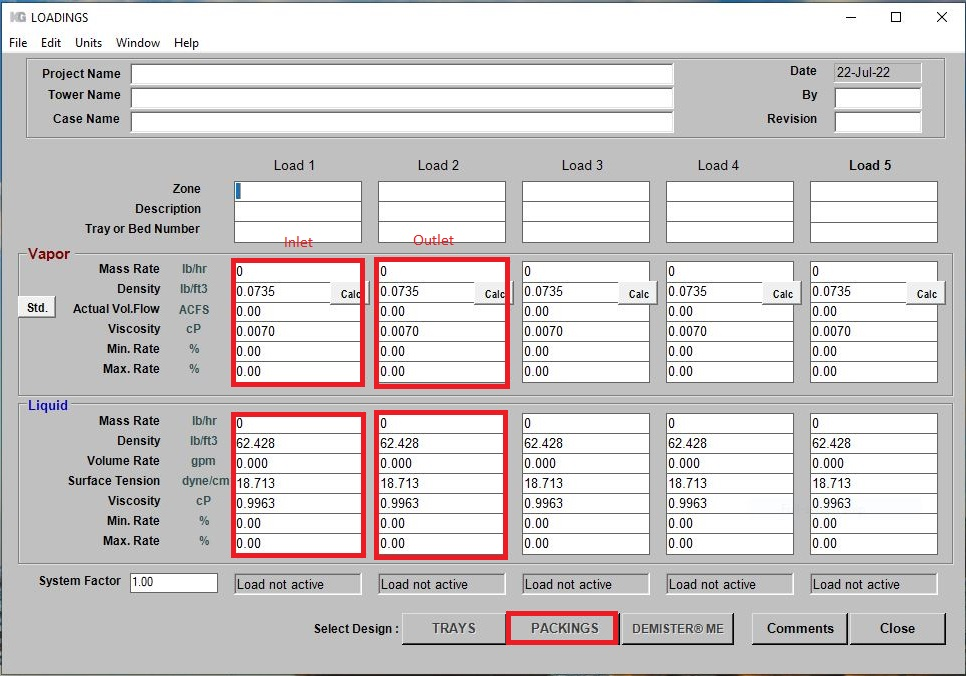 KG LOADINGS
File Edit Units Window Help
Project Name Date 22-Jul-22
Tower Name By
Case Name Revision
Load 1 Load 2 Load 3 Load 4 Load 5
Zone
Description
Tray or Bed Number
Inlet Outlet
Vapor
Mass Rate lb/hr 0 0 0 0 0
Density lb/ft3 0.0735 Calc 0.0735 Calc 0.0735 Calc 0.0735 Calc 0.0735 Calc
Std. Actual Vol.Flow ACFS 0.00 0.00 0.00 0.00 0.00
Viscosity cP 0.0070 0.0070 0.0070 0.0070 0.0070
Min. Rate % 0.00 0.00 0.00 0.00 0.00
Max. Rate % 0.00 0.00 0.00 0.00 0.00
Liquid
Mass Rate lb/hr 0 0 0 0 0
Density lb/ft3 62.428 62.428 62.428 62.428 62.428
Volume Rate gpm 0.000 0.000 0.000 0.000 0.000
Surface Tension dyne/cm 18.713 18.713 18.713 18.713 18.713
Viscosity cP 0.9963 0.9963 0.9963 0.9963 0.9963
Min. Rate % 0.00 0.00 0.00 0.00 0.00
Max. Rate % 0.00 0.00 0.00 0.00 0.00
System Factor 1.00 Load not active Load not active Load not active Load not active Load not active
Select Design : TRAYS PACKINGS DEMISTER® ME Comments Close